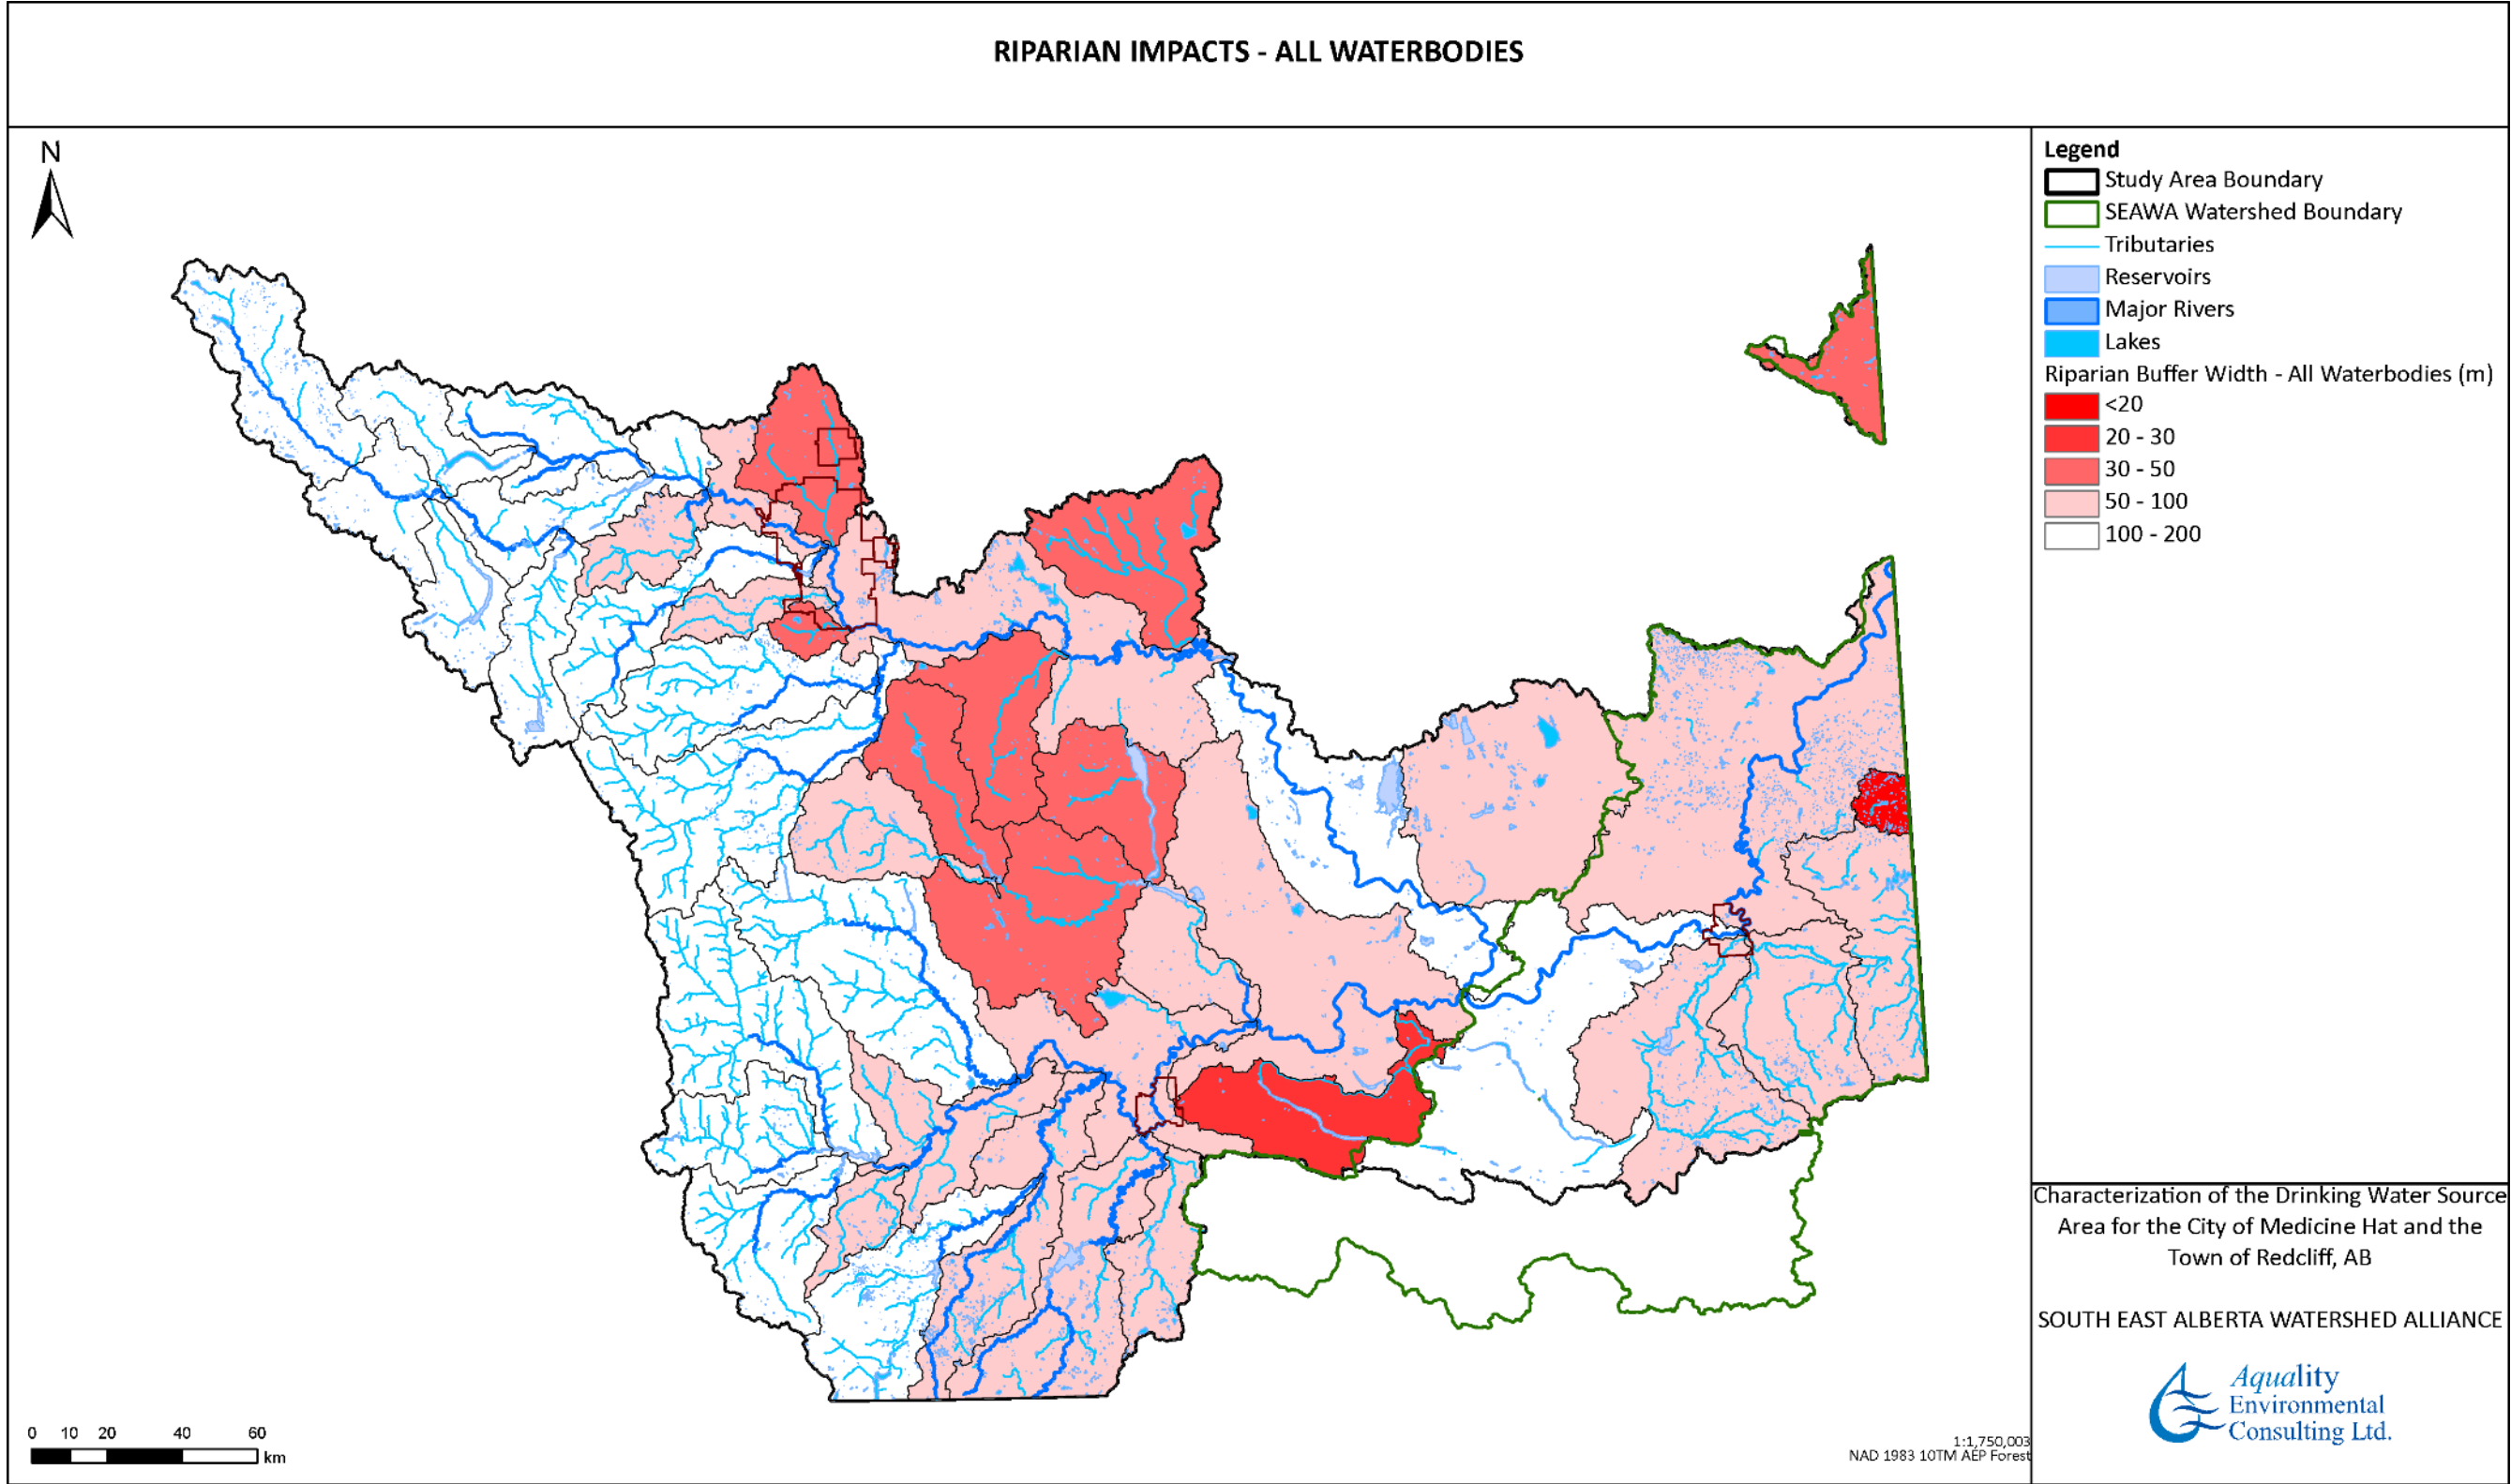 RIPARIAN IMPACTS - ALL WATERBODIES
N
Legend
Study Area Boundary
SEAWA Watershed Boundary
Tributaries
Reservoirs
Major Rivers
Lakes
Riparian Buffer Width - All Waterbodies (m)
<20
20 - 30
30 - 50
50 - 100
100 - 200
Characterization of the Drinking Water Source
Area for the City of Medicine Hat and the
Town of Redcliff, AB
SOUTH EAST ALBERTA WATERSHED ALLIANCE
Aquality
Environmental
Consulting Ltd.
0 10 20 40 60
km
1:1,750,003
NAD 1983 10TM AEP Forest